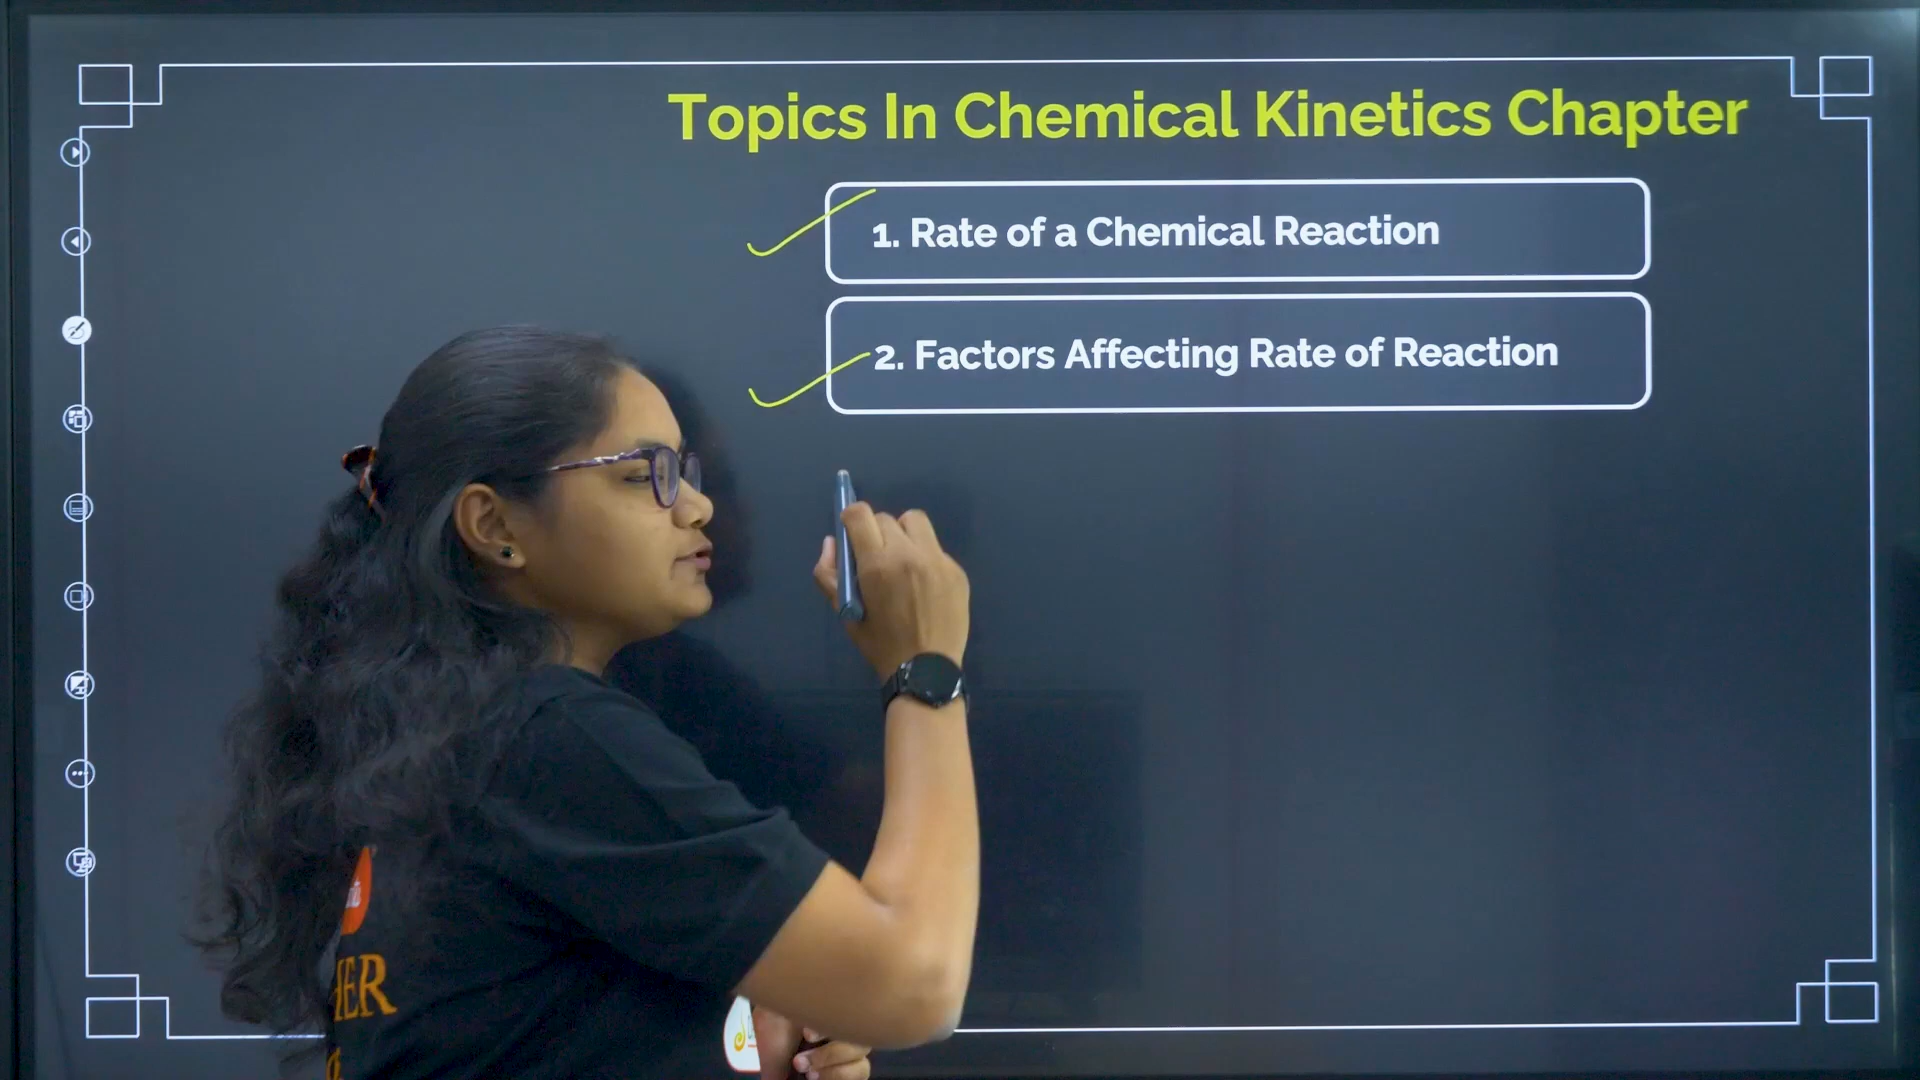 Topics In Chemical Kinetics Chapter
1. Rate of a Chemical Reaction
2. Factors Affecting Rate of Reaction